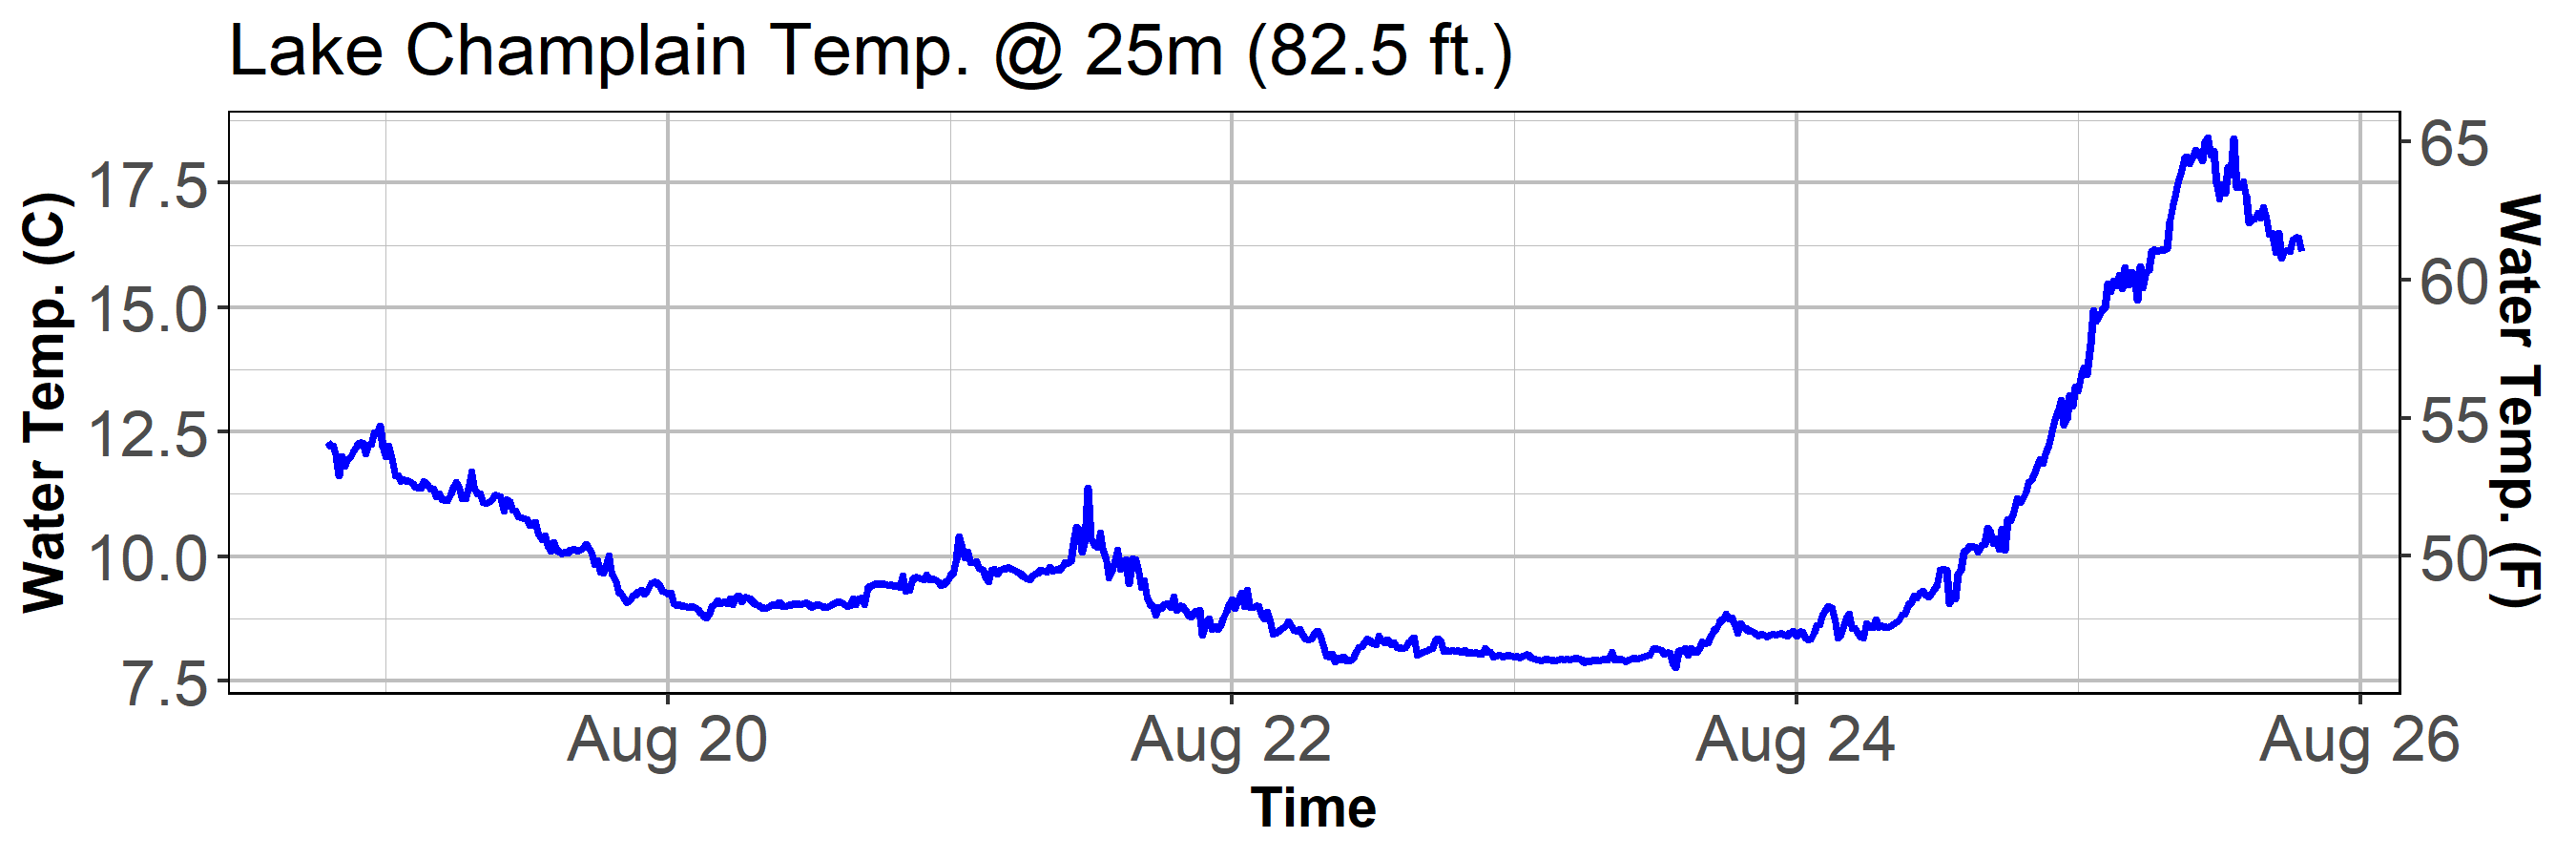 Lake Champlain Temp. @ 25m (82.5 ft.)
Water Temp. (C)
17.5
15.0
12.5
10.0
7.5
65
60
55
50
Water Temp. (F)
Aug 20 Aug 22 Aug 24 Aug 26
Time